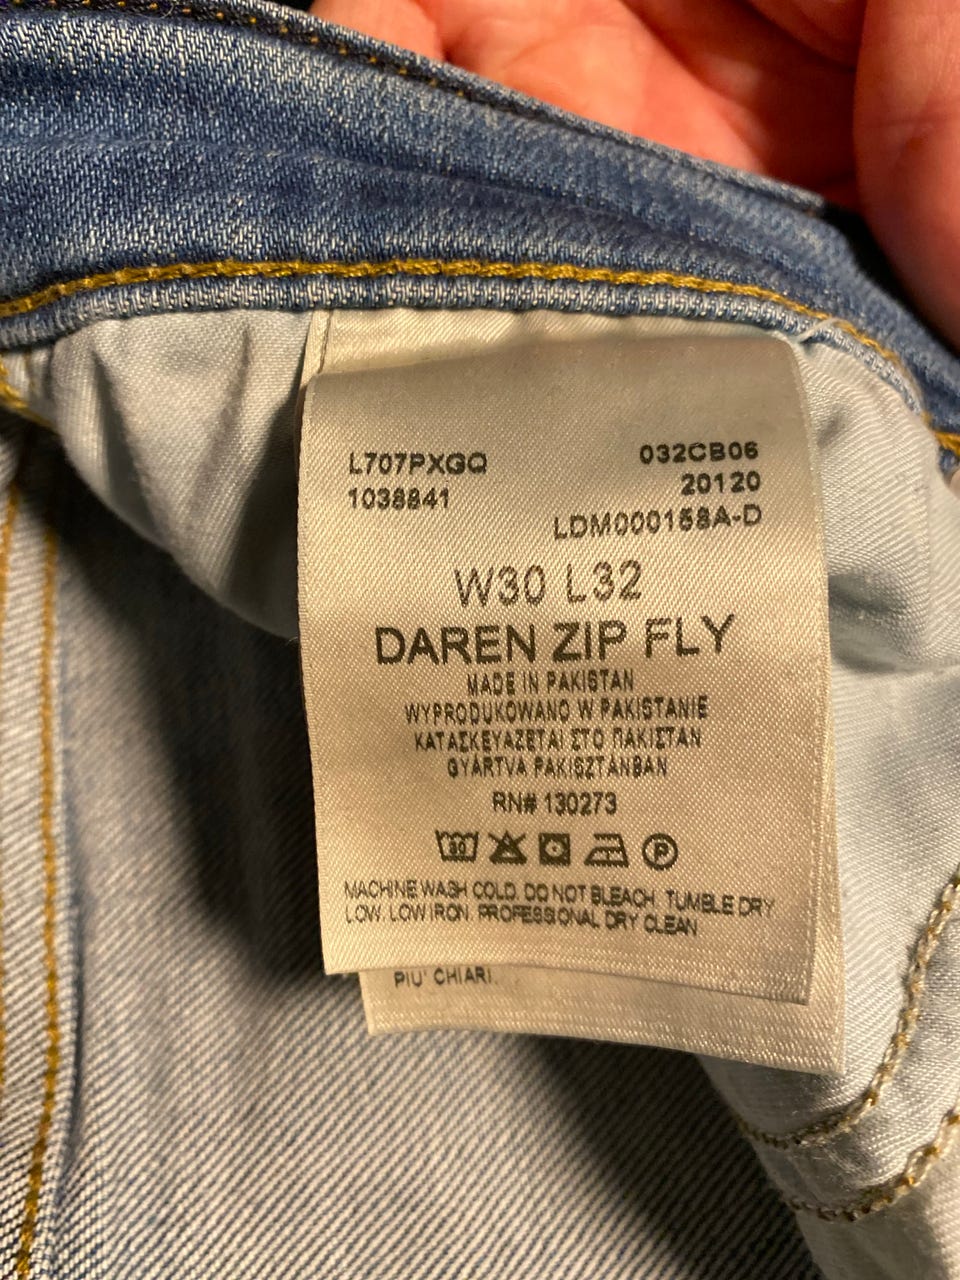 L707PXGQ
1038841
032CB06
20120
LDM000158A-D
W30 L32
DAREN ZIP FLY
MADE IN PAKISTAN
WYPRODUKOWANO W PAKISTANIE
ΚΑΤΑΣΚΕΥΑΖΕΤΑΙ ΣΤΟ ΠΑΚΙΣΤΑΝ
GYÁRTVA PAKISZTÁNBAN
RN# 130273
30
P
MACHINE WASH COLD. DO NOT BLEACH. TUMBLE DRY
LOW. LOW IRON. PROFESSIONAL DRY CLEAN
PIU' CHIARI.